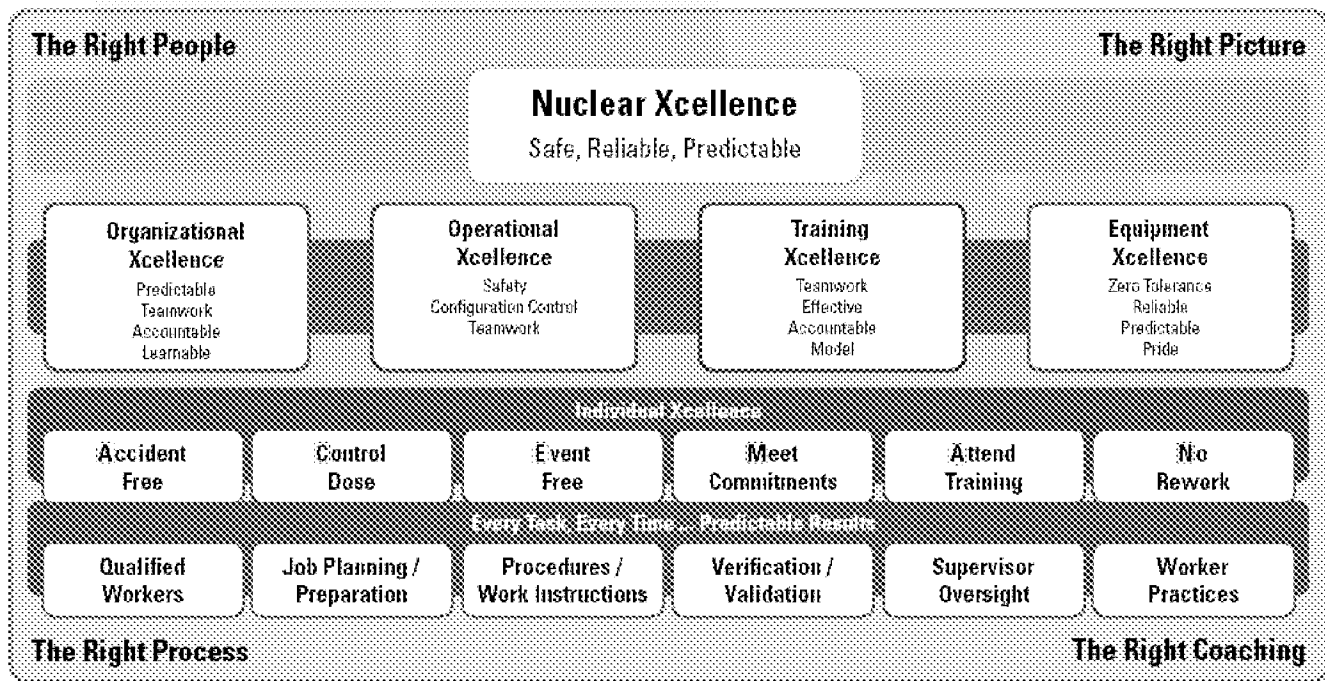 The Right People
The Right Picture
Nuclear Xcellence
Safe, Reliable, Predictable
Organizational
Xcellence
Predictable
Teamwork
Accountable
Learnable
Operational
Xcellence
Safety
Configuration Control
Teamwork
Training
Xcellence
Teamwork
Effective
Accountable
Model
Equipment
Xcellence
Zero Tolerance
Reliable
Predictable
Pride
Individual Xcellence
Accident
Free
Control
Dose
Event
Free
Meet
Commitments
Attend
Training
No
Rework
Every Task, Every Time... Predictable Results
Qualified
Workers
Job Planning /
Preparation
Procedures /
Work Instructions
Verification /
Validation
Supervisor
Oversight
Worker
Practices
The Right Process
The Right Coaching